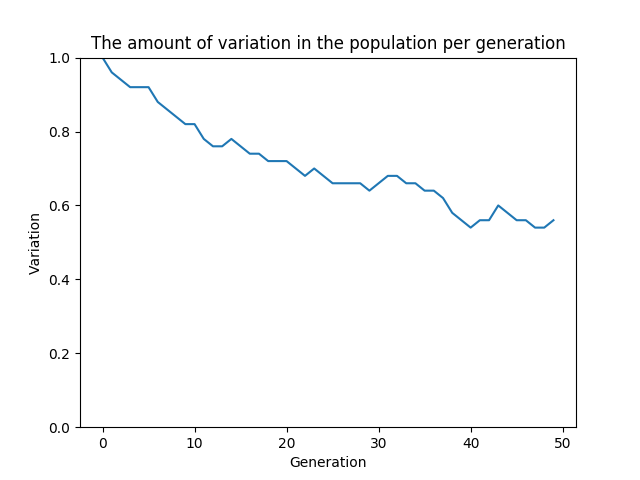 The amount of variation in the population per generation
1.0
0.8
0.6
0.4
0.2
0.0
Variation
0 10 20 30 40 50
Generation